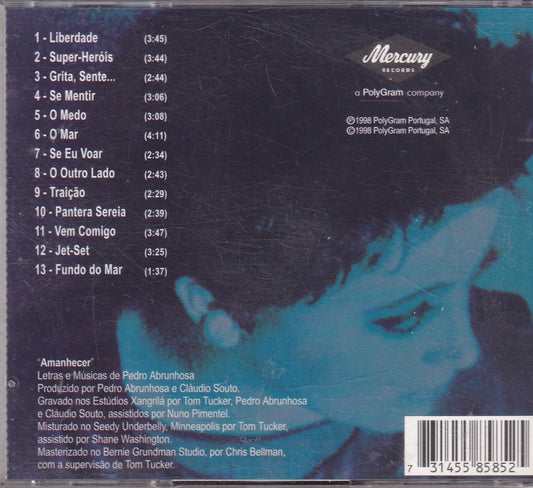 1 - Liberdade (3:45)
2 - Super-Heróis (3:44)
3 - Grita, Sente... (2:44)
4 - Se Mentir (3:06)
5 - O Medo (3:08)
6 - O Mar (4:11)
7 - Se Eu Voar (2:34)
8 - O Outro Lado (2:43)
9 - Traição (2:29)
10 - Pantera Sereia (2:39)
11 - Vem Comigo (3:47)
12 - Jet-Set (3:25)
13 - Fundo do Mar (1:37)
Mercury
RECORDS
a PolyGram company
℗1998 PolyGram Portugal, SA
©1998 PolyGram Portugal, SA
"Amanhecer"
Letras e Músicas de Pedro Abrunhosa
Produzido por Pedro Abrunhosa e Cláudio Souto.
Gravado nos Estúdios Xangrilá por Tom Tucker, Pedro Abrunhosa
e Cláudio Souto, assistidos por Nuno Pimentel.
Misturado no Seedy Underbelly, Minneapolis por Tom Tucker,
assistido por Shane Washington.
Masterizado no Bernie Grundman Studio, por Chris Bellman,
com a supervisão de Tom Tucker.
7 31455 85852